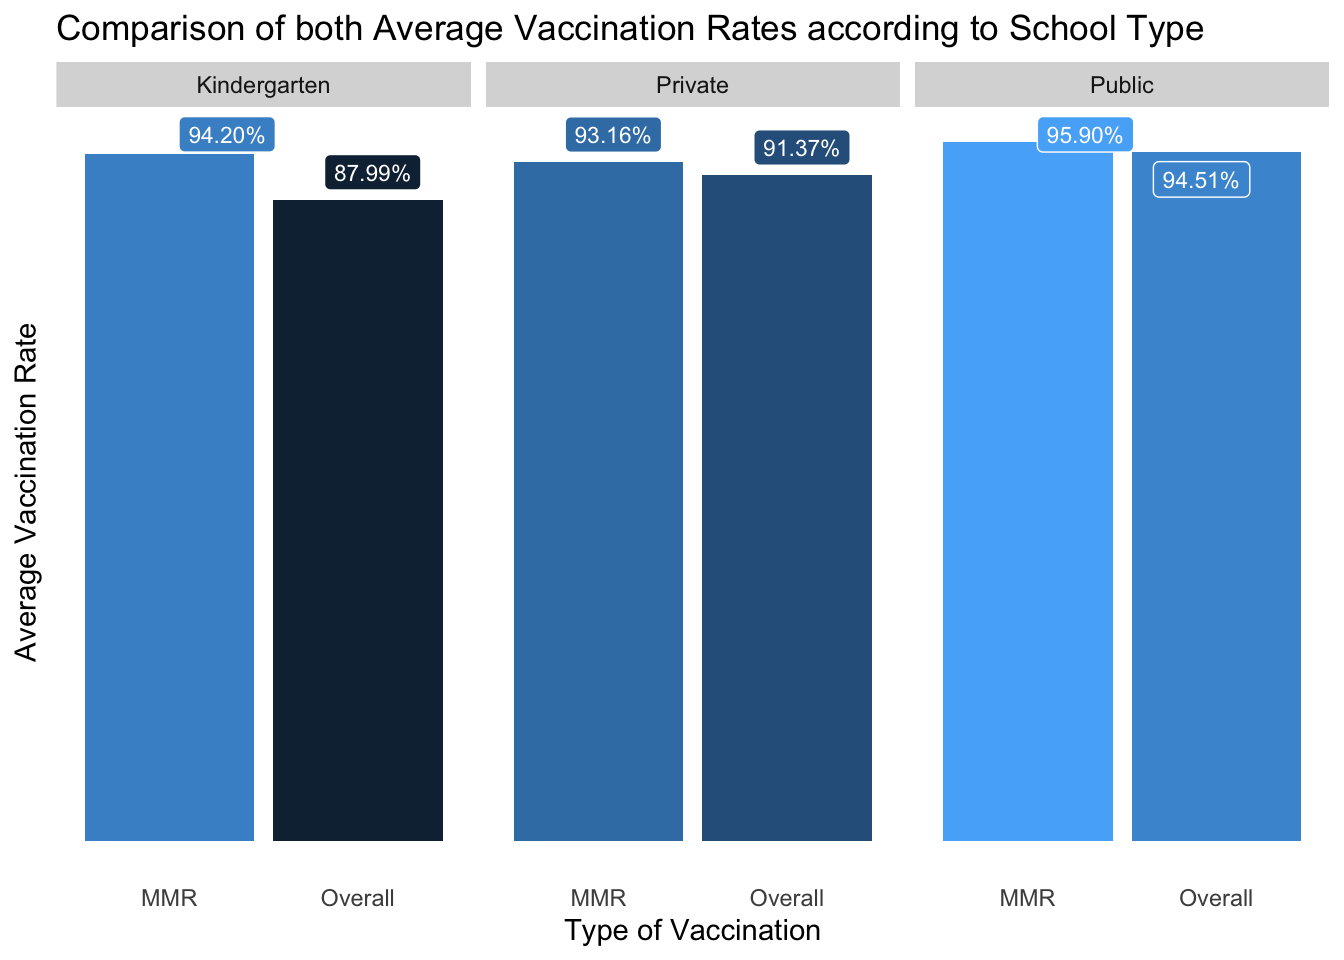 Comparison of both Average Vaccination Rates according to School Type
Kindergarten
Private
Public
94.20%
87.99%
93.16%
91.37%
95.90%
94.51%
Average Vaccination Rate
MMR
Overall
MMR
Overall
MMR
Overall
Type of Vaccination